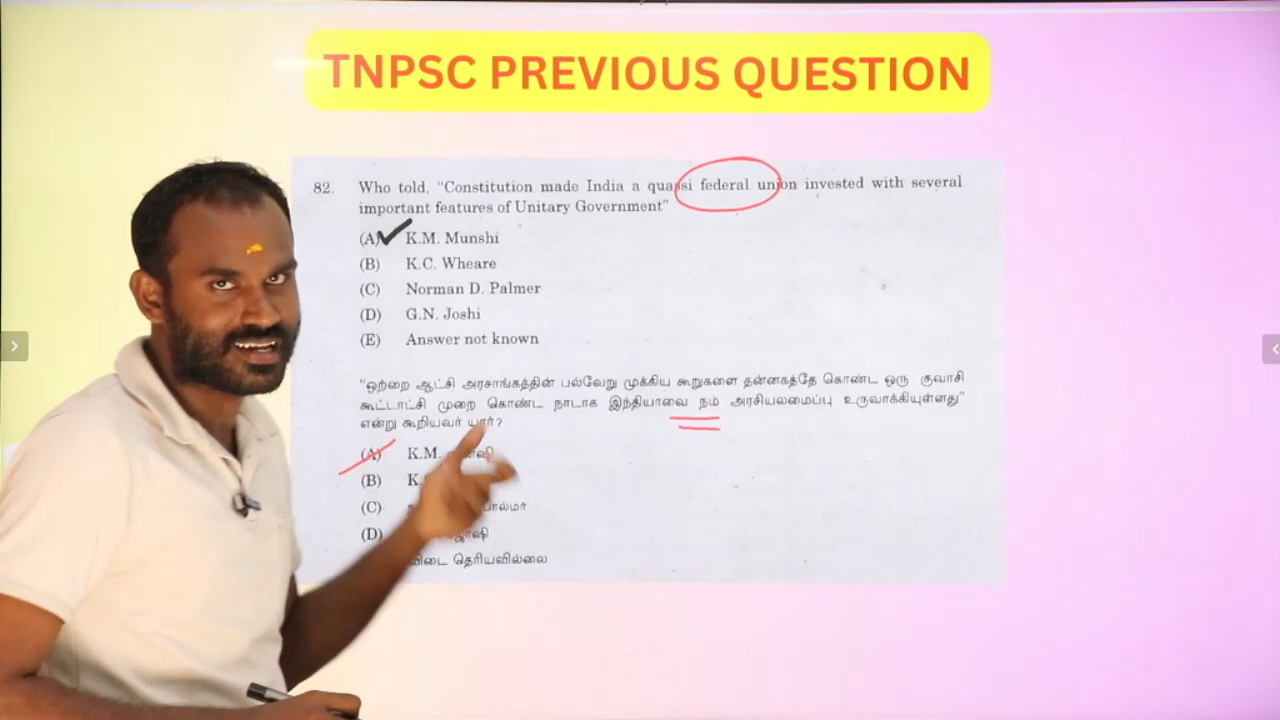 TNPSC PREVIOUS QUESTION
82. Who told, “Constitution made India a quassi federal union invested with several
important features of Unitary Government”
(A) K.M. Munshi
(B) K.C. Wheare
(C) Norman D. Palmer
(D) G.N. Joshi
(E) Answer not known
“ஒற்றை ஆட்சி அரசாங்கத்தின் பல்வேறு முக்கிய கூறுகளை தன்னகத்தே கொண்ட ஒரு குவாசி
கூட்டாட்சி முறை கொண்ட நாடாக இந்தியாவை நம் அரசியலமைப்பு உருவாக்கியுள்ளது”
என்று கூறியவர் யார்?
(A) K.M.
(B)
(C)
(D)
விடை தெரியவில்லை